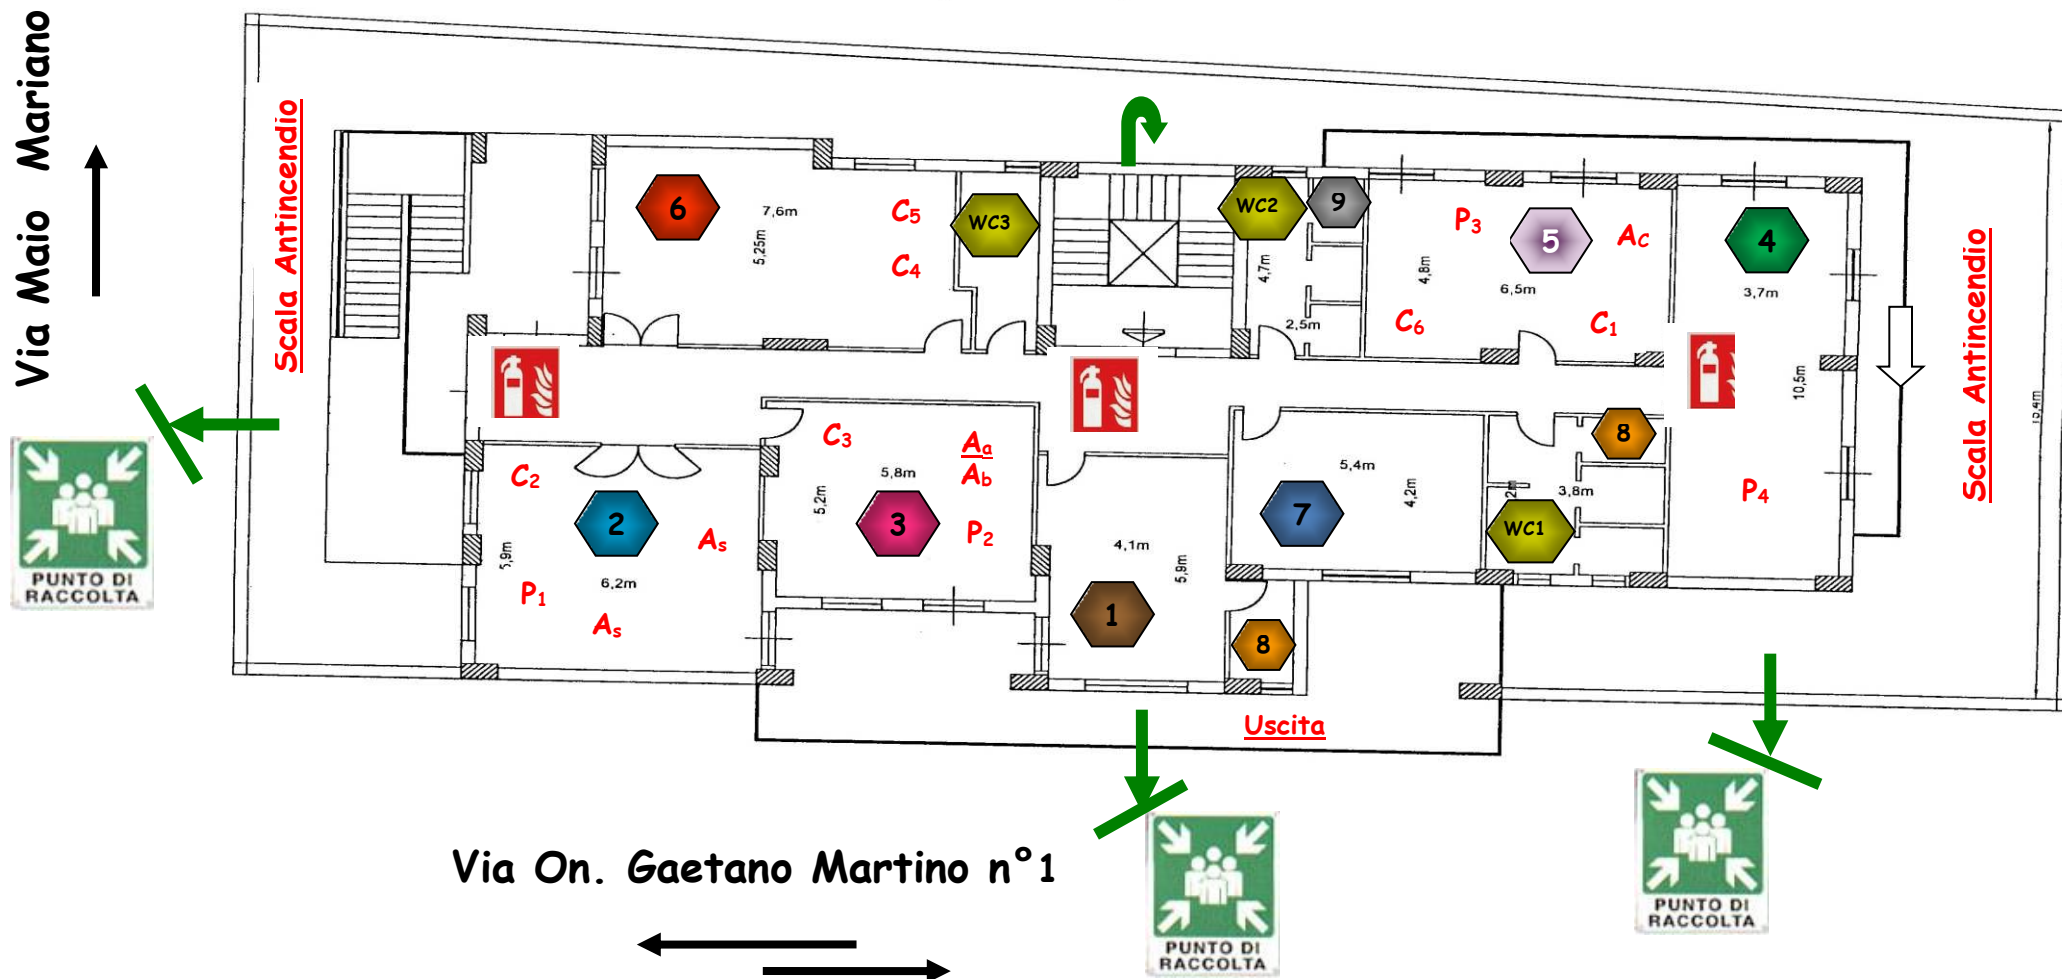 Via Maio Mariano
Scala Antincendio
6
7,6m
5,25m
C5
C4
WC3
WC2
9
4,7m
2,5m
P3
5
Ac
4,8m
6,5m
C6
C1
4
3,7m
10,5m
P4
Scala Antincendio
C2
2
As
5,9m
6,2m
P1
As
C3
Aa
Ab
5,8m
5,2m
3
P2
4,1m
5,9m
1
5,4m
4,2m
7
8
3,8m
WC1
8
Uscita
PUNTO DI
RACCOLTA
Via On. Gaetano Martino n°1
PUNTO DI
RACCOLTA
PUNTO DI
RACCOLTA